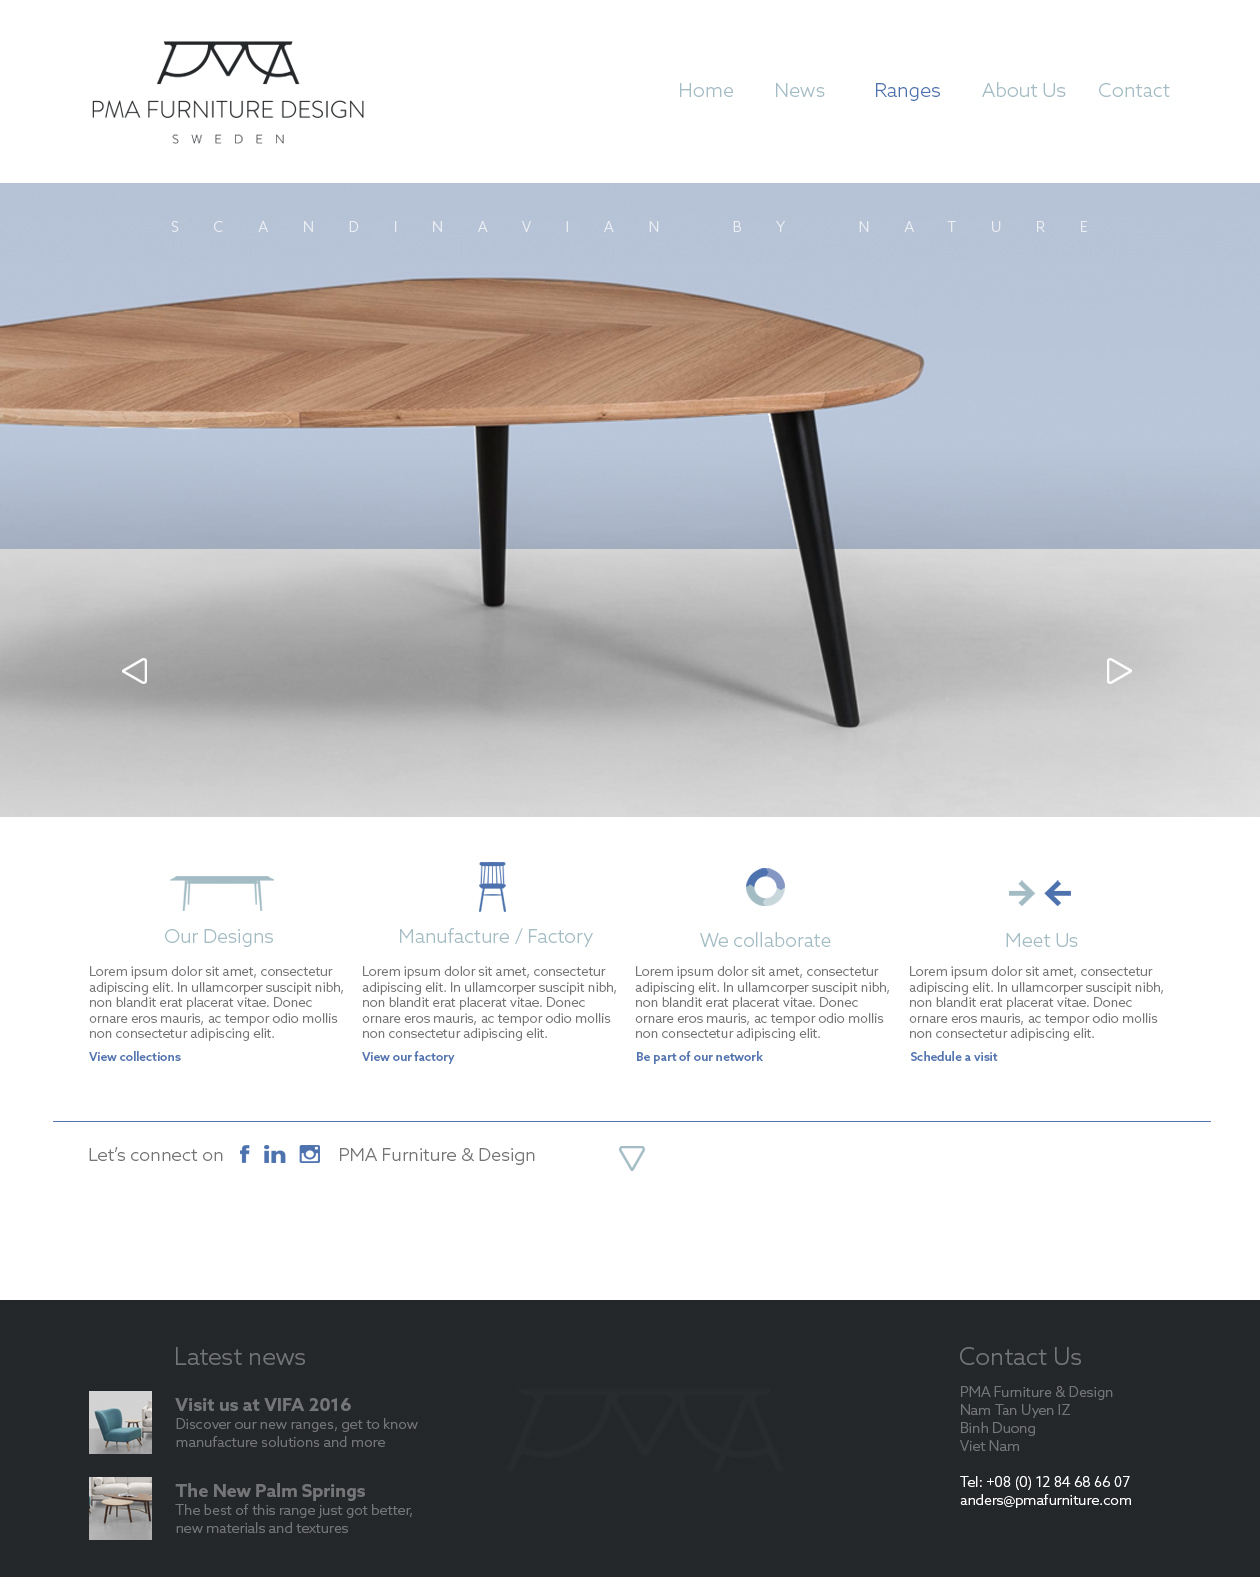 PMA
PMA FURNITURE DESIGN
SWEDEN
Home News Ranges About Us Contact
SCANDINAVIAN BY NATURE
Our Designs
Lorem ipsum dolor sit amet, consectetur
adipiscing elit. In ullamcorper suscipit nibh,
non blandit erat placerat vitae. Donec
ornare eros mauris, ac tempor odio mollis
non consectetur adipiscing elit.
View collections
Manufacture / Factory
Lorem ipsum dolor sit amet, consectetur
adipiscing elit. In ullamcorper suscipit nibh,
non blandit erat placerat vitae. Donec
ornare eros mauris, ac tempor odio mollis
non consectetur adipiscing elit.
View our factory
We collaborate
Lorem ipsum dolor sit amet, consectetur
adipiscing elit. In ullamcorper suscipit nibh,
non blandit erat placerat vitae. Donec
ornare eros mauris, ac tempor odio mollis
non consectetur adipiscing elit.
Be part of our network
Meet Us
Lorem ipsum dolor sit amet, consectetur
adipiscing elit. In ullamcorper suscipit nibh,
non blandit erat placerat vitae. Donec
ornare eros mauris, ac tempor odio mollis
non consectetur adipiscing elit.
Schedule a visit
Let's connect on f in PMA Furniture & Design
Latest news
Visit us at VIFA 2016
Discover our new ranges, get to know
manufacture solutions and more
The New Palm Springs
The best of this range just got better,
new materials and textures
PMA
Contact Us
PMA Furniture & Design
Nam Tan Uyen IZ
Binh Duong
Viet Nam
Tel: +08 (0) 12 84 68 66 07
anders@pmafurniture.com